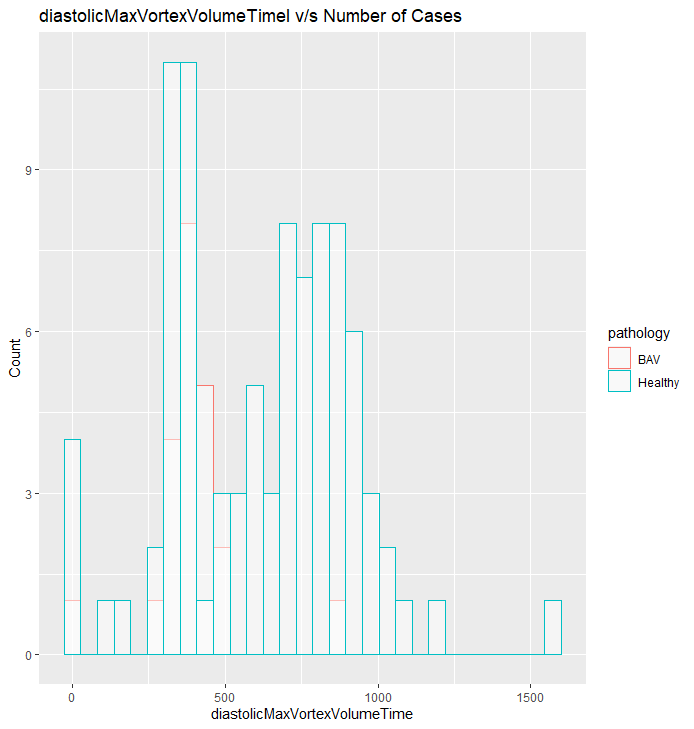 diastolicMaxVortexVolumeTimel v/s Number of Cases
9
6
3
0
Count
0 500 1000 1500
diastolicMaxVortexVolumeTime
pathology
BAV
Healthy